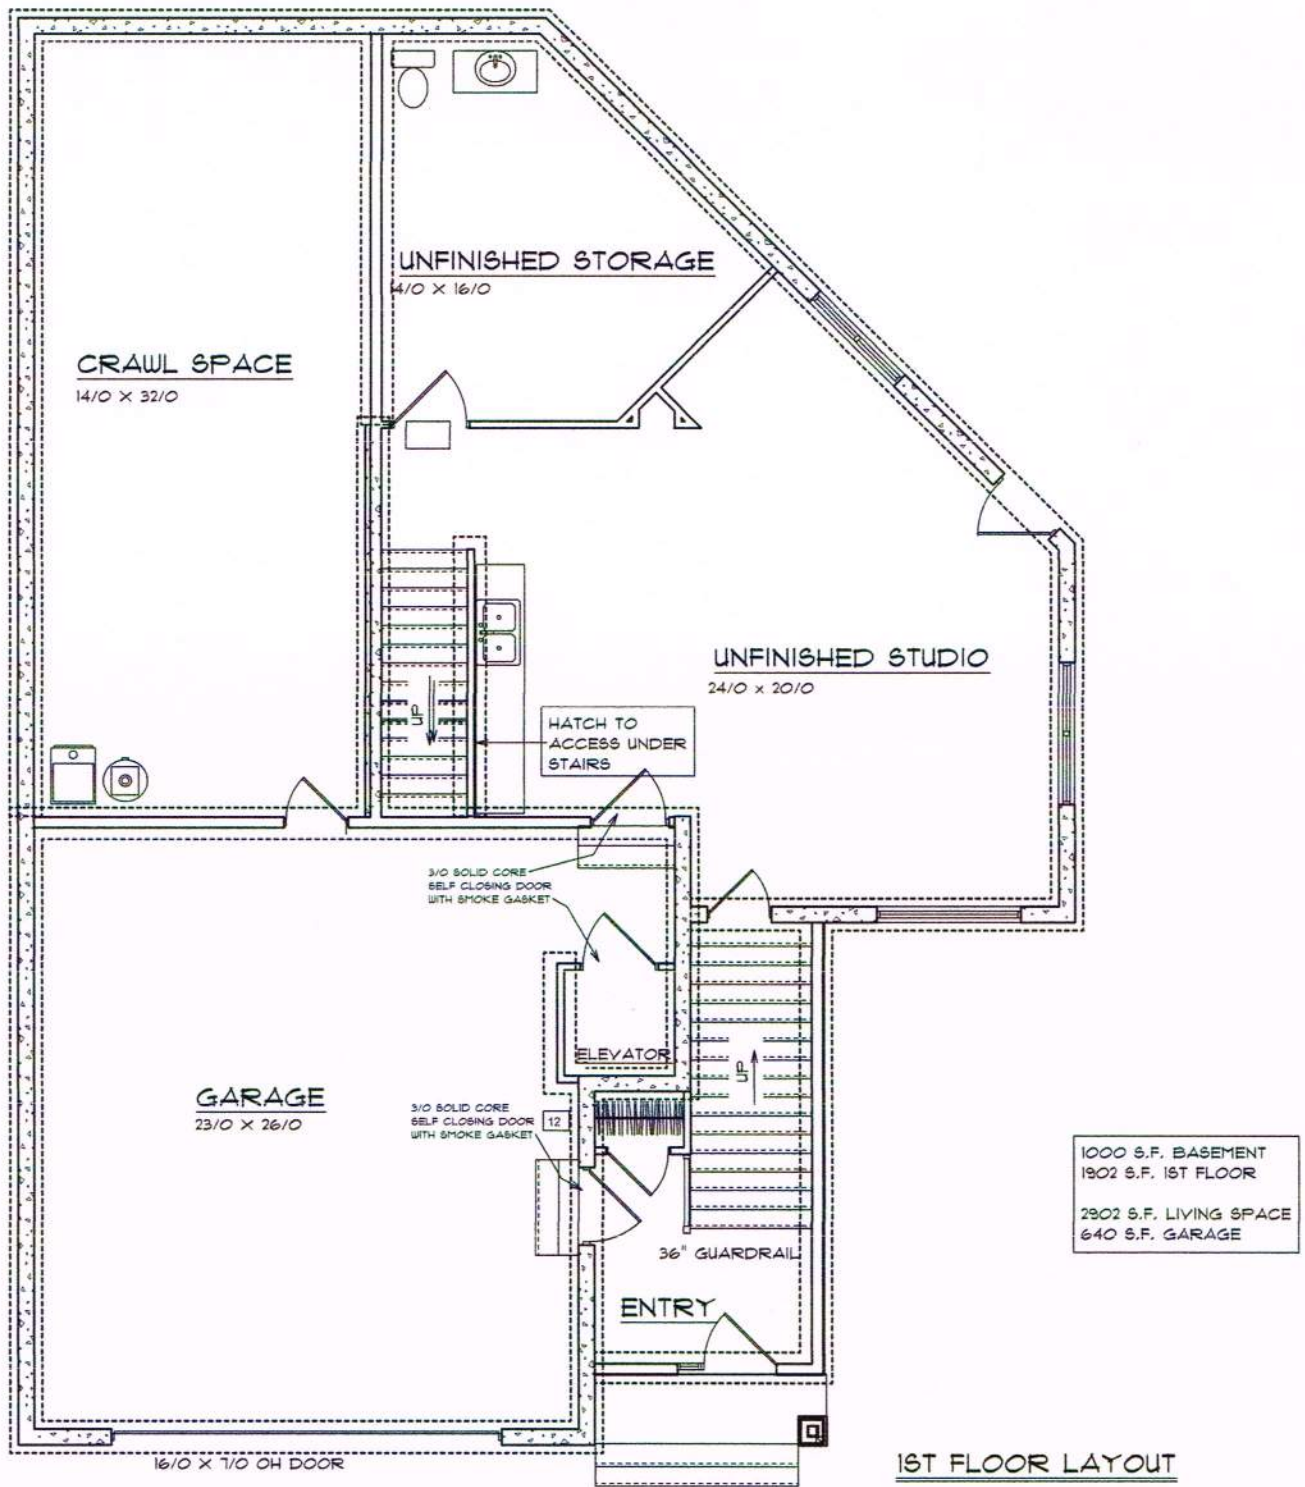 UNFINISHED STORAGE
4/0 X 16/0
CRAWL SPACE
14/0 X 32/0
UNFINISHED STUDIO
24/0 x 20/0
UP
HATCH TO
ACCESS UNDER
STAIRS
3/0 SOLID CORE
SELF CLOSING DOOR
WITH SMOKE GASKET
ELEVATOR
UP
GARAGE
23/0 X 26/0
3/0 SOLID CORE
SELF CLOSING DOOR
WITH SMOKE GASKET
12
1000 S.F. BASEMENT
1902 S.F. 1ST FLOOR
2902 S.F. LIVING SPACE
640 S.F. GARAGE
36" GUARDRAIL
ENTRY
16/0 X 7/0 OH DOOR
1ST FLOOR LAYOUT